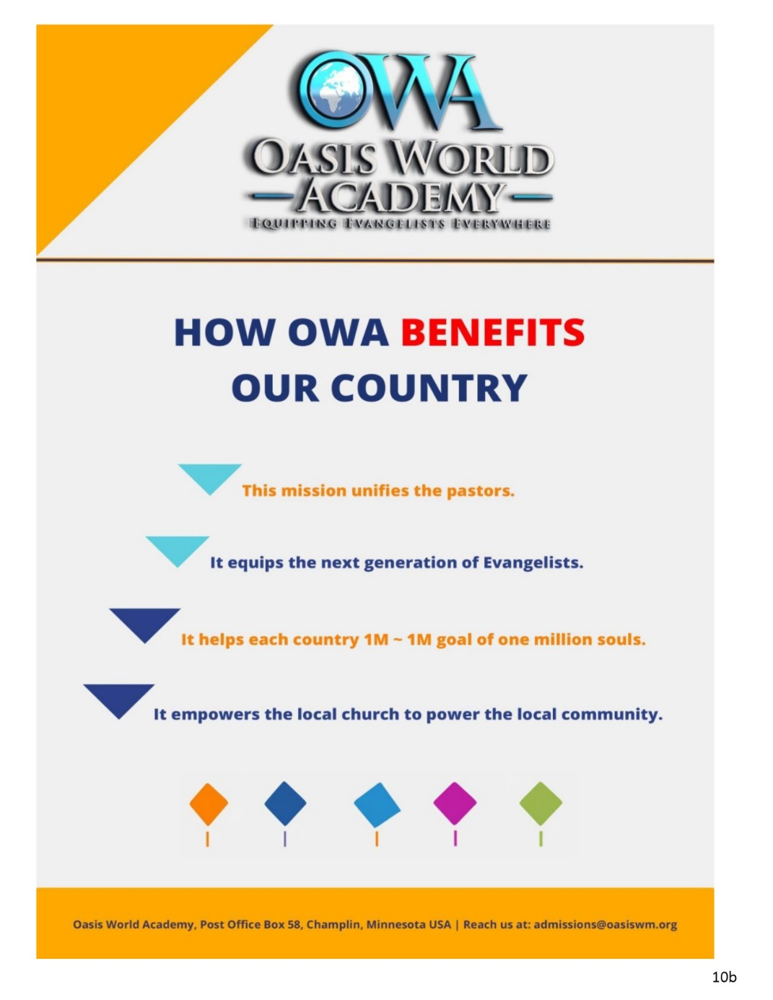 OWA
OASIS WORLD
ACADEMY
EQUIPPING EVANGELISTS EVERYWHERE
HOW OWA BENEFITS
OUR COUNTRY
This mission unifies the pastors.
It equips the next generation of Evangelists.
It helps each country 1M ~ 1M goal of one million souls.
It empowers the local church to power the local community.
Oasis World Academy, Post Office Box 58, Champlin, Minnesota USA | Reach us at: admissions@oasiswm.org
10b